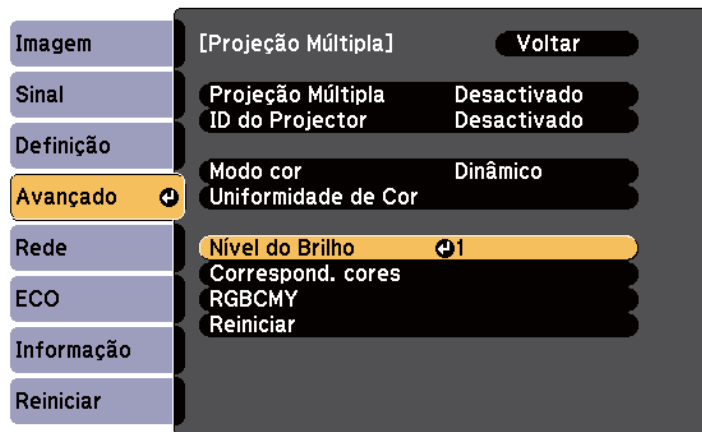 Imagem
Sinal
Definição
Avançado
Rede
ECO
Informação
Reiniciar
[Projeção Múltipla] Voltar
Projeção Múltipla Desactivado
ID do Projector Desactivado
Modo cor Dinâmico
Uniformidade de Cor
Nível do Brilho 1
Correspond. cores
RGBCMY
Reiniciar